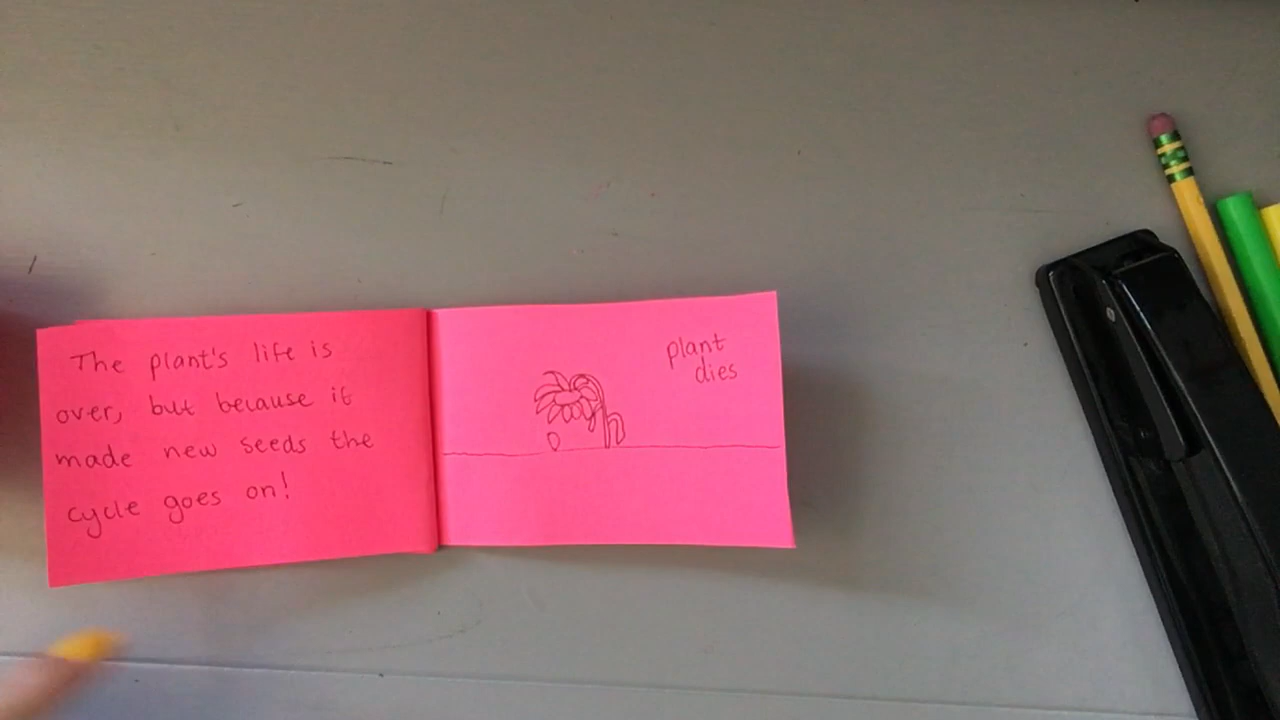 The plant's life is
over, but because it
made new seeds the
cycle goes on!
plant
dies